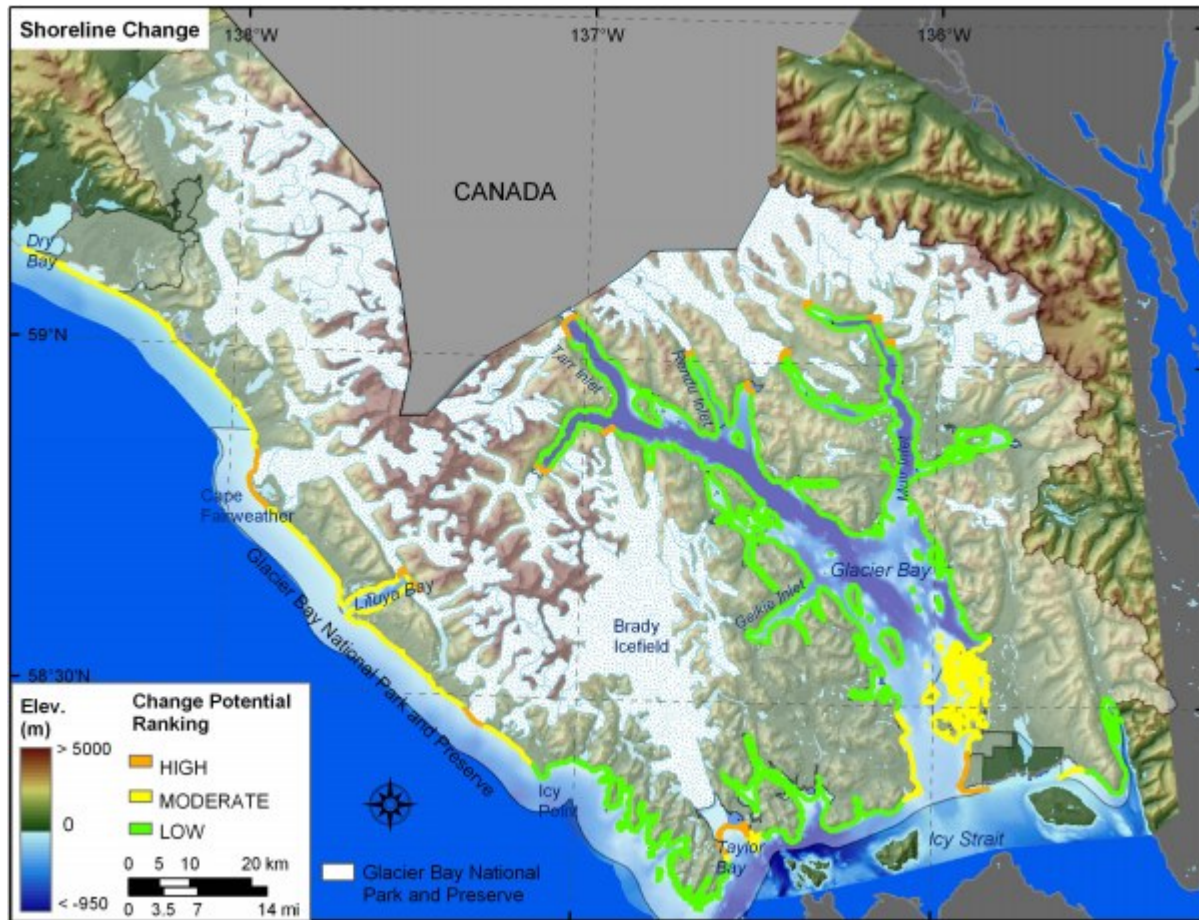 Shoreline Change
138°W
137°W
136°W
CANADA
Dry
Bay
59°N
Tarr Inlet
Rendu Inlet
Muir Inlet
Cape
Fairweather
Glacier Bay
Lituya Bay
Geikie Inlet
Brady
Icefield
Glacier Bay National Park and Preserve
58°30'N
Elev.
(m)
> 5000
0
< -950
Change Potential
Ranking
HIGH
MODERATE
LOW
0 5 10 20 km
0 3.5 7 14 mi
Icy
Point
Taylor
Bay
Icy Strait
Glacier Bay National
Park and Preserve